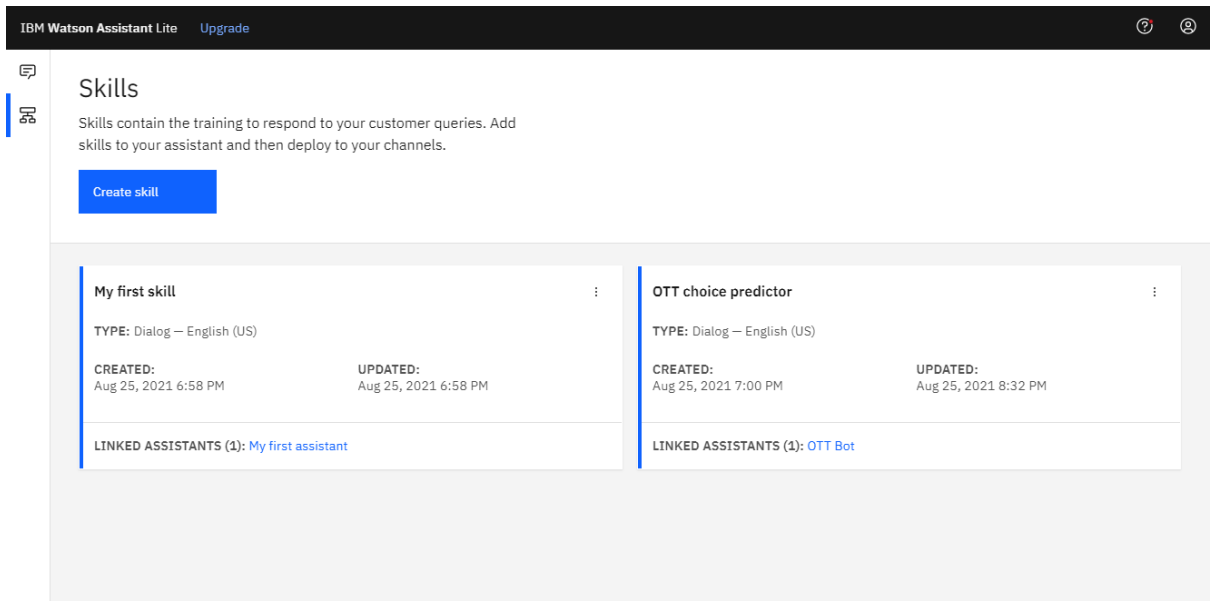 IBM Watson Assistant Lite Upgrade
Skills
Skills contain the training to respond to your customer queries. Add
skills to your assistant and then deploy to your channels.
Create skill
My first skill
TYPE: Dialog — English (US)
CREATED: UPDATED:
Aug 25, 2021 6:58 PM Aug 25, 2021 6:58 PM
LINKED ASSISTANTS (1): My first assistant
OTT choice predictor
TYPE: Dialog — English (US)
CREATED: UPDATED:
Aug 25, 2021 7:00 PM Aug 25, 2021 8:32 PM
LINKED ASSISTANTS (1): OTT Bot